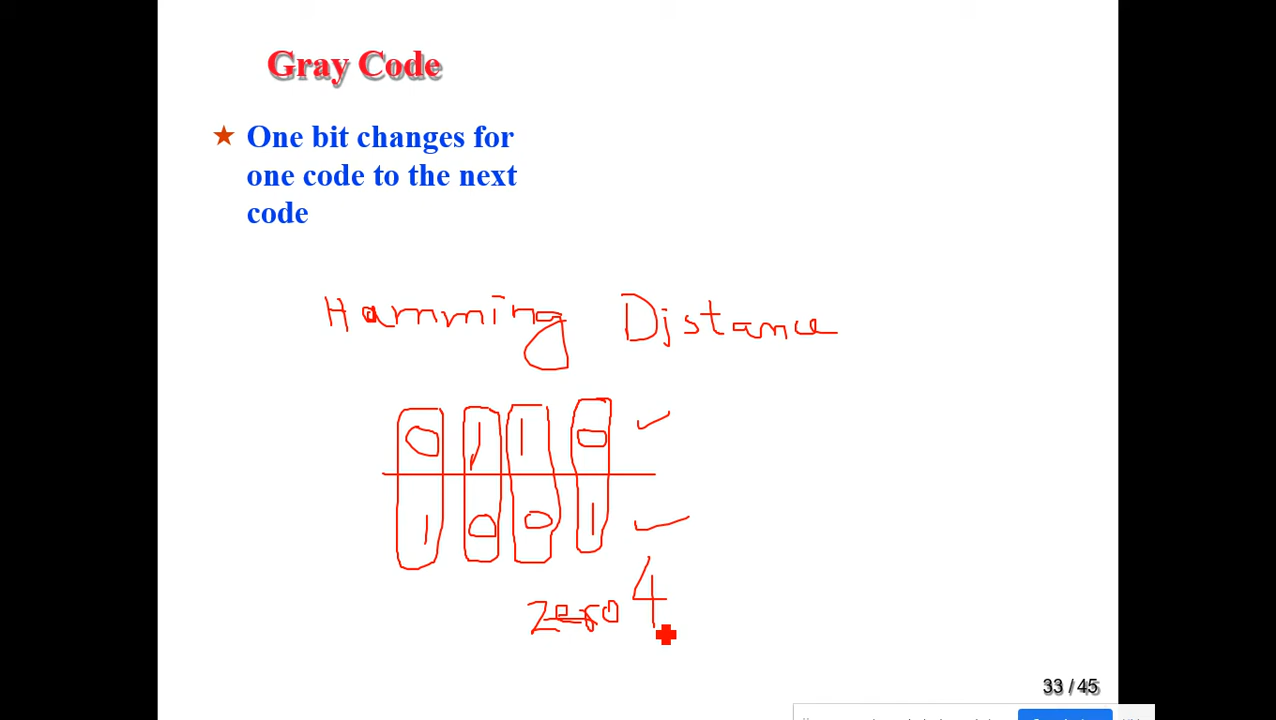 Gray Code
★ One bit changes for
one code to the next
code
Hamming Distance
0 1 1 0
1 0 0 1
zero 4
33 / 45